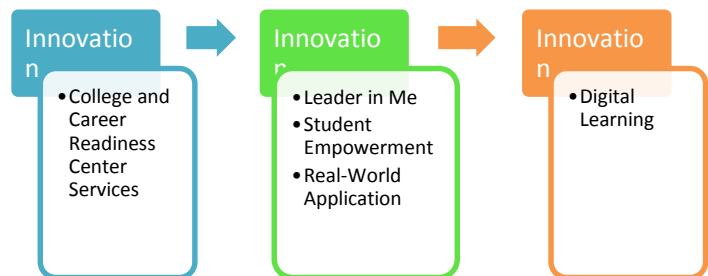 Innovatio
n
• College and
Career
Readiness
Center
Services
Innovatio
n
• Leader in Me
• Student
Empowerment
• Real-World
Application
Innovatio
n
• Digital
Learning